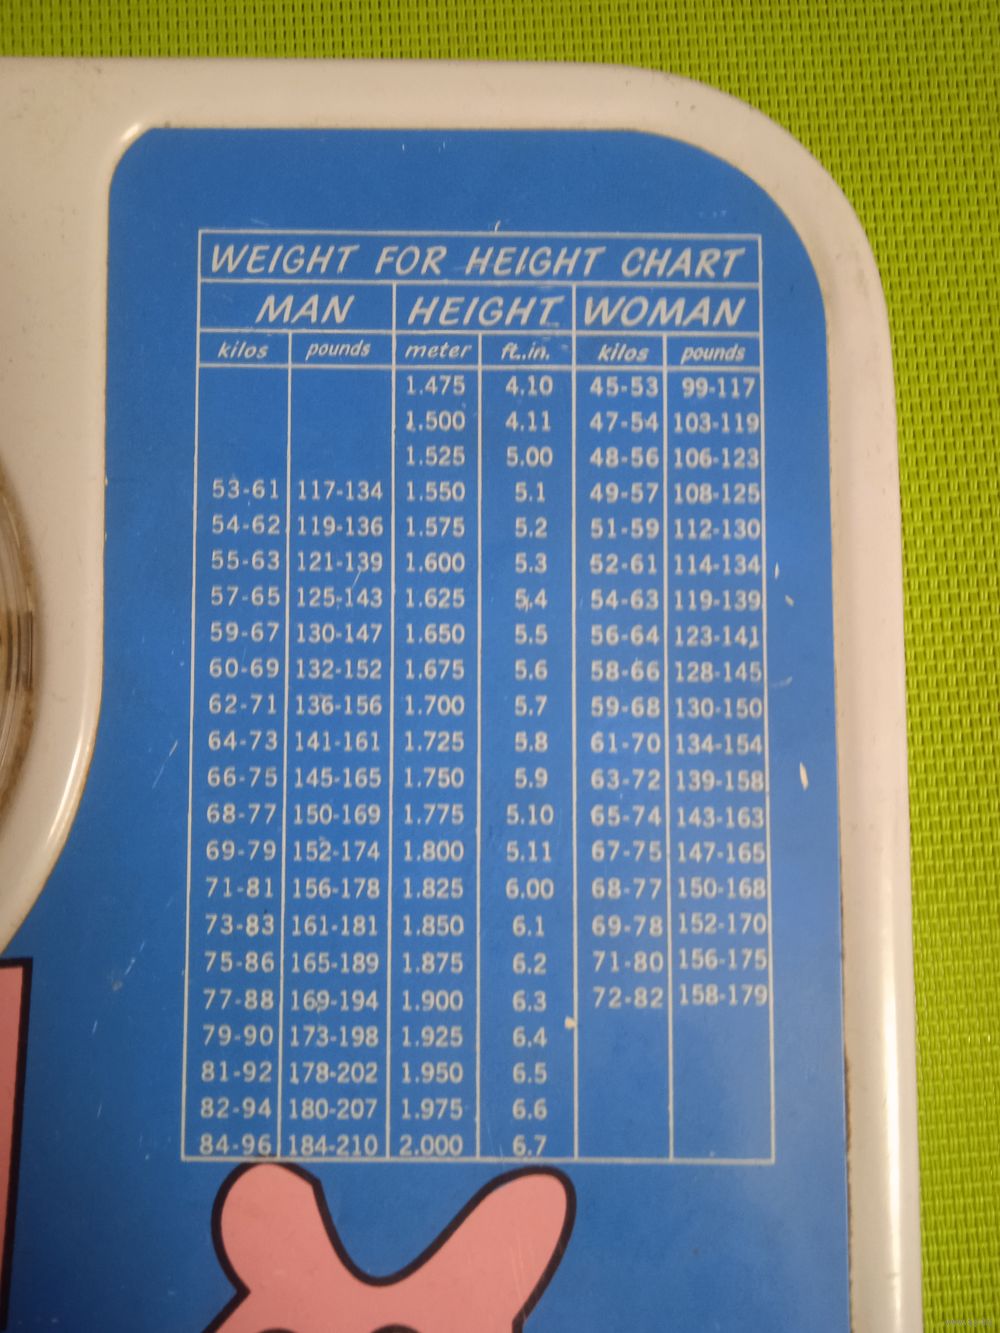 WEIGHT FOR HEIGHT CHART
MAN HEIGHT WOMAN
kilos pounds meter ft..in. kilos pounds
1.475 4.10 45-53 99-117
1.500 4.11 47-54 103-119
1.525 5.00 48-56 106-123
53-61 117-134 1.550 5.1 49-57 108-125
54-62 119-136 1.575 5.2 51-59 112-130
55-63 121-139 1.600 5.3 52-61 114-134
57-65 125-143 1.625 5.4 54-63 119-139
59-67 130-147 1.650 5.5 56-64 123-141
60-69 132-152 1.675 5.6 58-66 128-145
62-71 136-156 1.700 5.7 59-68 130-150
64-73 141-161 1.725 5.8 61-70 134-154
66-75 145-165 1.750 5.9 63-72 139-158
68-77 150-169 1.775 5.10 65-74 143-163
69-79 152-174 1.800 5.11 67-75 147-165
71-81 156-178 1.825 6.00 68-77 150-168
73-83 161-181 1.850 6.1 69-78 152-170
75-86 165-189 1.875 6.2 71-80 156-175
77-88 169-194 1.900 6.3 72-82 158-179
79-90 173-198 1.925 6.4
81-92 178-202 1.950 6.5
82-94 180-207 1.975 6.6
84-96 184-210 2.000 6.7